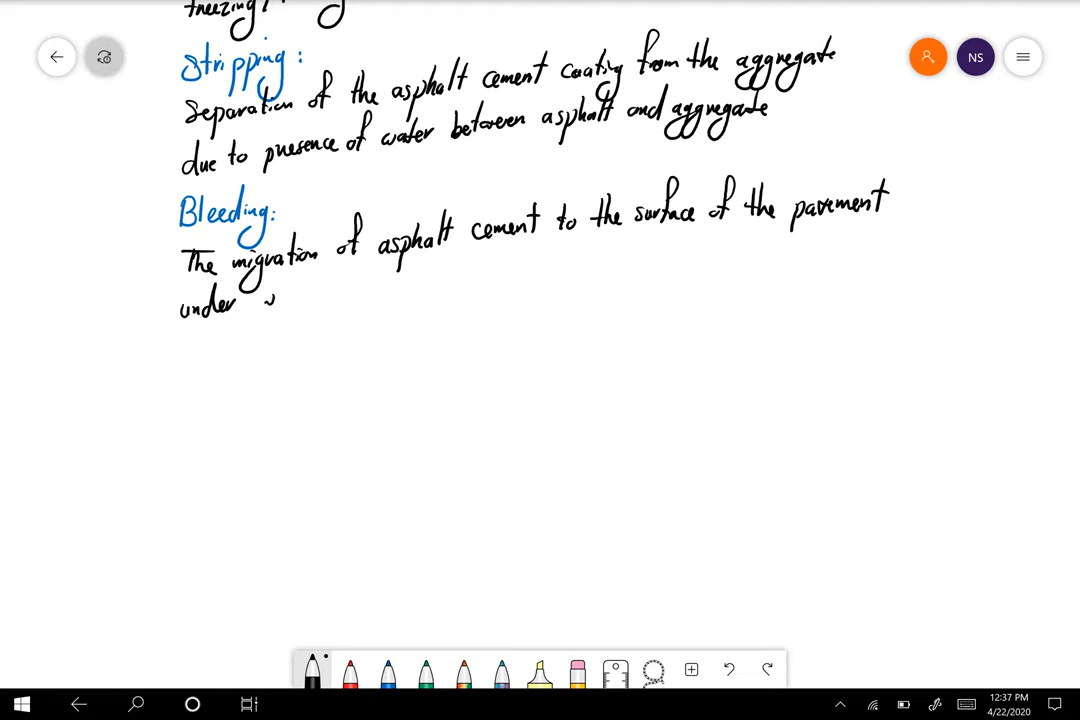 freezing!
Stripping:
Separation of the asphalt cement coating from the aggregate
due to presence of water between asphalt and aggregate
Bleeding:
The migration of asphalt cement to the surface of the pavement
under
NS
12:37 PM
4/22/2020